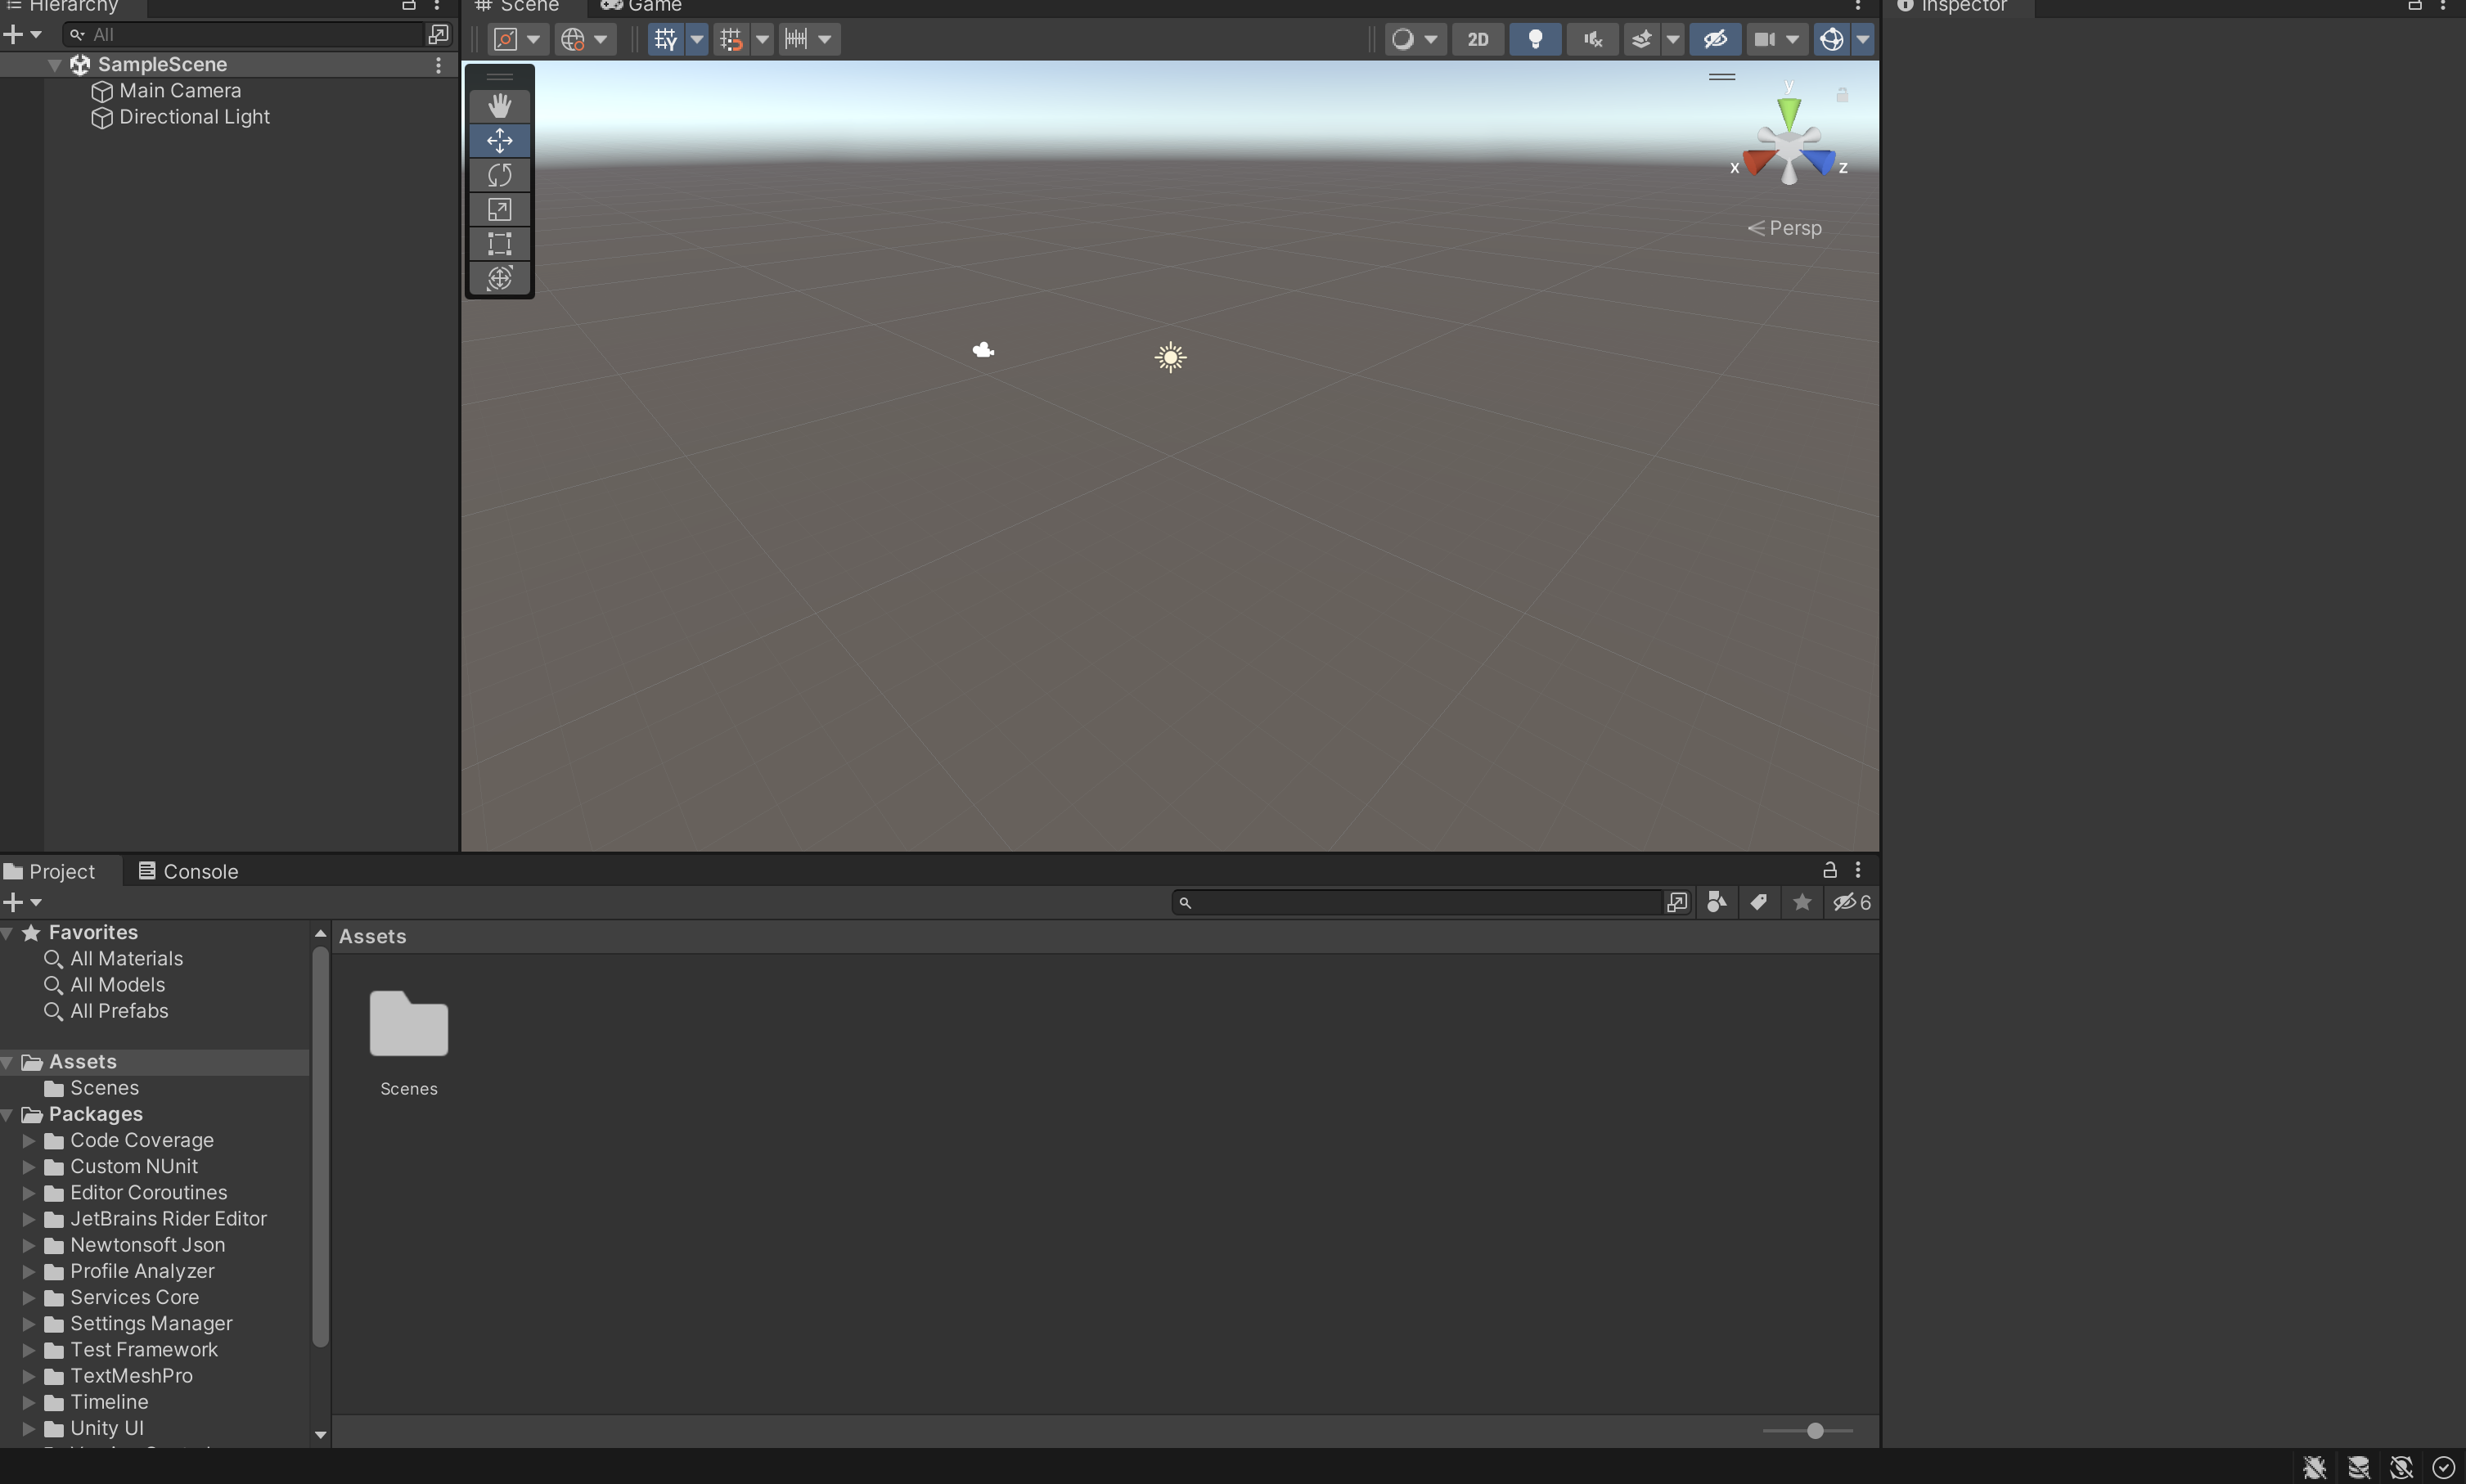 Hierarchy
All
SampleScene
Main Camera
Directional Light
Scene
Game
2D
y
x
z
Persp
Inspector
Project
Console
6
Favorites
All Materials
All Models
All Prefabs
Assets
Scenes
Packages
Code Coverage
Custom NUnit
Editor Coroutines
JetBrains Rider Editor
Newtonsoft Json
Profile Analyzer
Services Core
Settings Manager
Test Framework
TextMeshPro
Timeline
Unity UI
Assets
Scenes